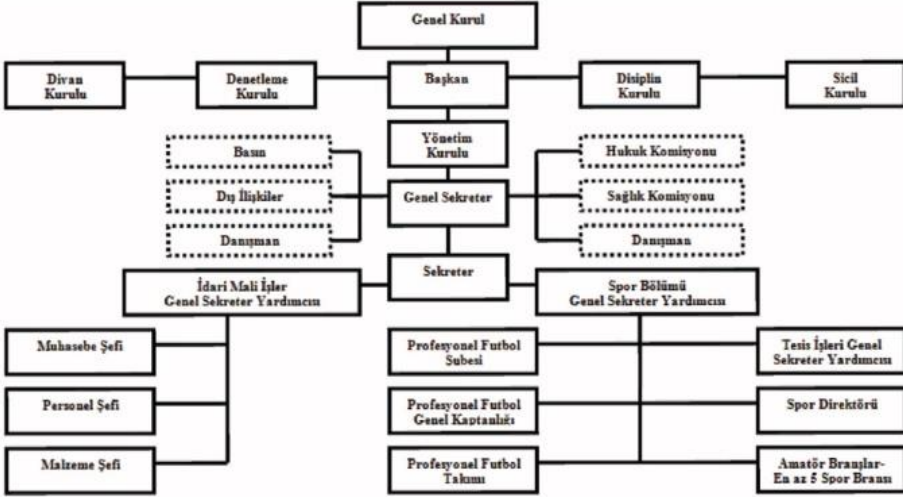 Genel Kurul
Divan
Kurulu
Denetleme
Kurulu
Başkan
Disiplin
Kurulu
Sicil
Kurulu
Yönetim
Kurulu
Basın
Hukuk Komisyonu
Dış İlişkiler
Genel Sekreter
Sağlık Komisyonu
Danışman
Danışman
Sekreter
İdari Mali İşler
Genel Sekreter Yardımcısı
Spor Bölümü
Genel Sekreter Yardımcısı
Muhasebe Şefi
Profesyonel Futbol
Şubesi
Tesis İşleri Genel
Sekreter Yardımcısı
Personel Şefi
Profesyonel Futbol
Genel Kaptanlığı
Spor Direktörü
Malzeme Şefi
Profesyonel Futbol
Takımı
Amatör Branşlar-
En az 5 Spor Branşı